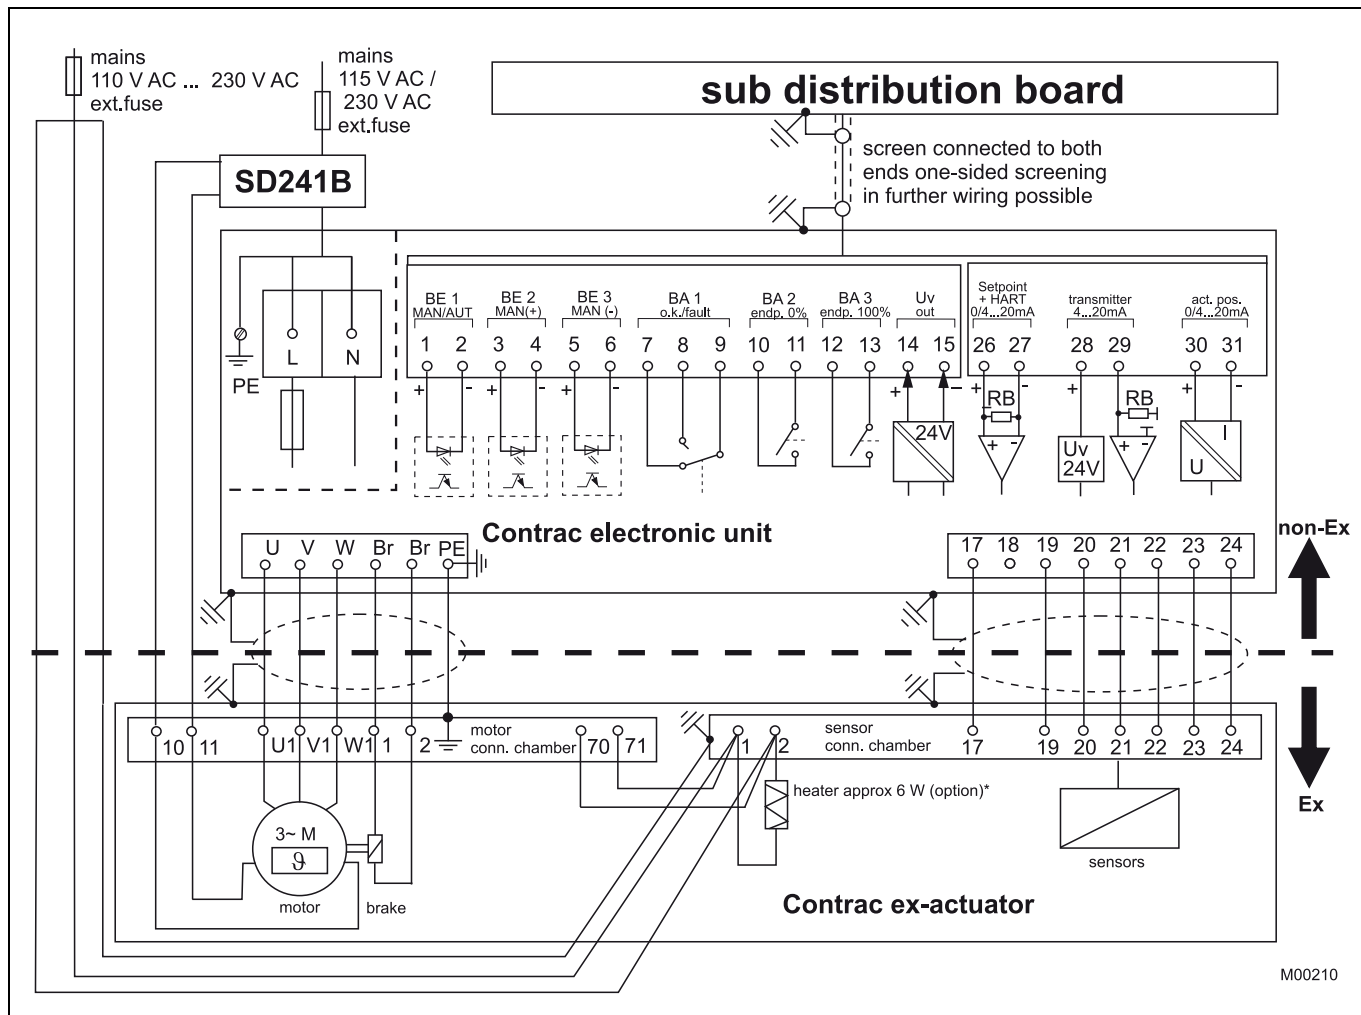 mains
110 V AC ... 230 V AC
ext.fuse
mains
115 V AC /
230 V AC
ext.fuse
sub distribution board
screen connected to both
ends one-sided screening
in further wiring possible
SD241B
PE
L N
BE 1 BE 2 BE 3 BA 1 BA 2 BA 3 Uv
MAN/AUT MAN(+) MAN (-) o.k./fault endp. 0% endp. 100% out
1 2 3 4 5 6 7 8 9 10 11 12 13 14 15
+ - + - + - + -
24V
Setpoint
+ HART
0/4...20mA
transmitter
4...20mA
act. pos.
0/4...20mA
26 27 28 29 30 31
+ - + + + -
RB RB
+ - + -
Uv
24V
I
U
Contrac electronic unit
non-Ex
U V W Br Br PE
17 18 19 20 21 22 23 24
10 11 U1 V1 W1 1 2
motor
conn. chamber
70 71
1 2
sensor
conn. chamber
17 19 20 21 22 23 24
Ex
heater approx 6 W (option)*
3~ M
ϑ
motor
brake
sensors
Contrac ex-actuator
M00210